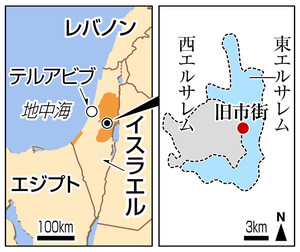 レバノン
テルアビブ
地中海
イスラエル
エジプト
100km
西エルサレム
東エルサレム
旧市街
3km
N